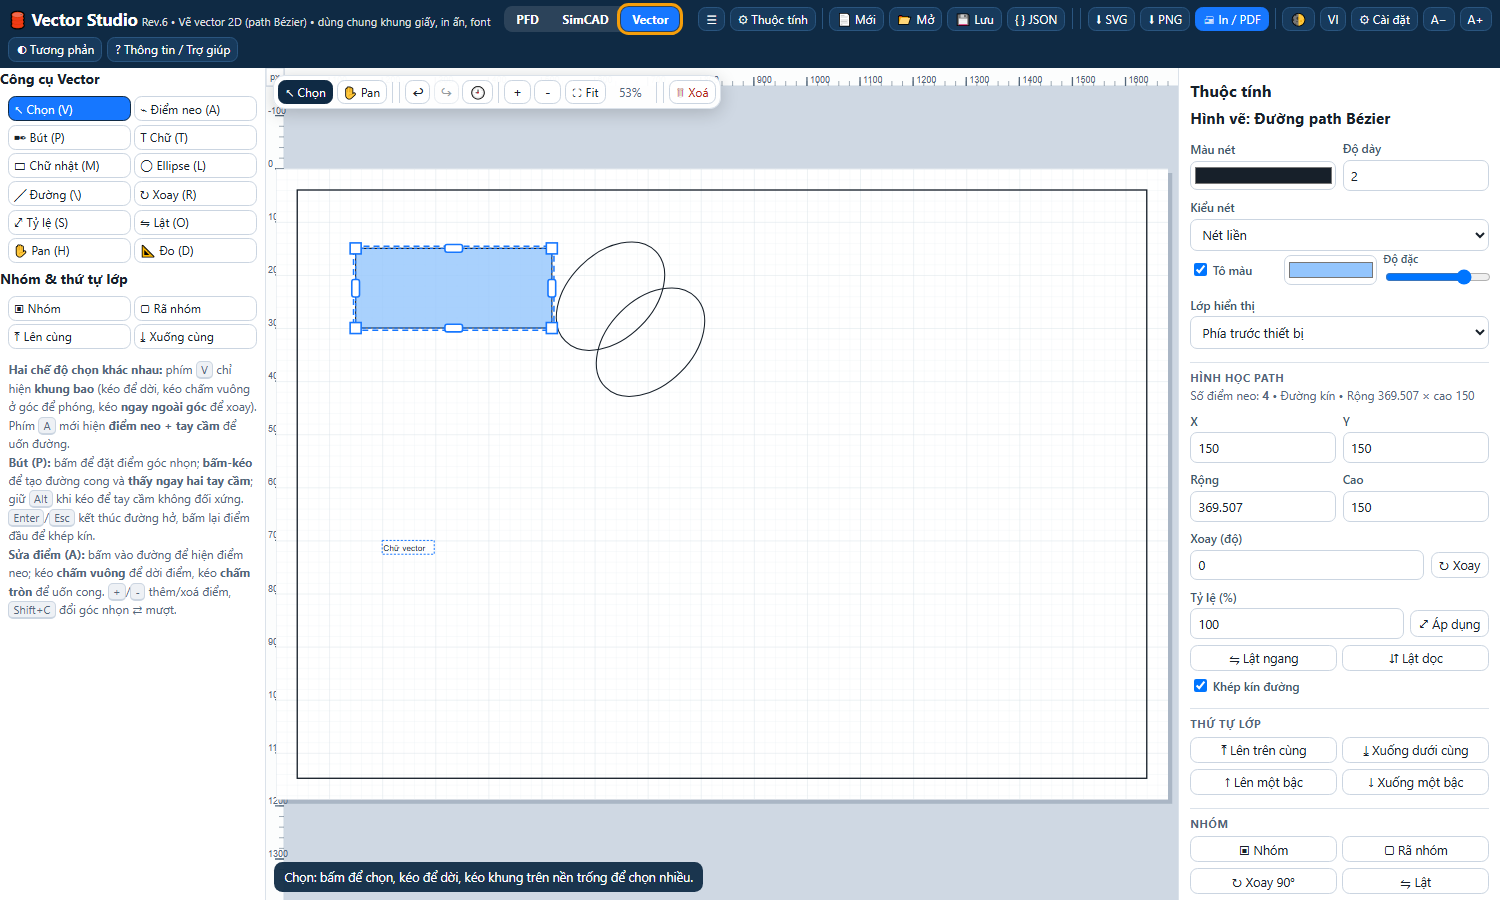 Vector Studio Rev.6 • Vẽ vector 2D (path Bézier) • dùng chung khung giấy, in ấn, font
PFD SimCAD Vector
☰ ⚙ Thuộc tính Mới Mở Lưu { } JSON
⬇ SVG ⬇ PNG In / PDF VI ⚙ Cài đặt A− A+
◐ Tương phản ? Thông tin / Trợ giúp
Công cụ Vector
↖ Chọn (V)
Điểm neo (A)
Bút (P)
T Chữ (T)
Chữ nhật (M)
Ellipse (L)
Đường (\)
↻ Xoay (R)
⤢ Tỷ lệ (S)
⇋ Lật (O)
Pan (H)
Đo (D)
Nhóm & thứ tự lớp
▣ Nhóm
▢ Rã nhóm
⤒ Lên cùng
⤓ Xuống cùng
Hai chế độ chọn khác nhau: phím V chỉ
hiện khung bao (kéo để dời, kéo chấm vuông
ở góc để phóng, kéo ngay ngoài góc để xoay).
Phím A mới hiện điểm neo + tay cầm để
uốn đường.
Bút (P): bấm để đặt điểm góc nhọn; bấm-kéo
để tạo đường cong và thấy ngay hai tay cầm;
giữ Alt khi kéo để tay cầm không đối xứng.
Enter/Esc kết thúc đường hở, bấm lại điểm
đầu để khép kín.
Sửa điểm (A): bấm vào đường để hiện điểm
neo; kéo chấm vuông để dời điểm, kéo chấm
tròn để uốn cong. +/- thêm/xoá điểm,
Shift+C đổi góc nhọn ⇄ mượt.
↖ Chọn Pan ↩ ↪ + - ⛶ Fit 53% Xoá
900 1000 1100 1200 1300 1400 1500 1600
-100
0
1200
1300
Chữ vector
Chọn: bấm để chọn, kéo để dời, kéo khung trên nền trống để chọn nhiều.
Thuộc tính
Hình vẽ: Đường path Bézier
Màu nét
Độ dày
2
Kiểu nét
Nét liền
Tô màu
Độ đặc
Lớp hiển thị
Phía trước thiết bị
HÌNH HỌC PATH
Số điểm neo: 4 • Đường kín • Rộng 369.507 × cao 150
X
Y
150
150
Rộng
Cao
369.507
150
Xoay (độ)
0
↻ Xoay
Tỷ lệ (%)
100
⤢ Áp dụng
⇋ Lật ngang
⇵ Lật dọc
Khép kín đường
THỨ TỰ LỚP
⤒ Lên trên cùng
⤓ Xuống dưới cùng
↑ Lên một bậc
↓ Xuống một bậc
NHÓM
▣ Nhóm
▢ Rã nhóm
↻ Xoay 90°
⇋ Lật